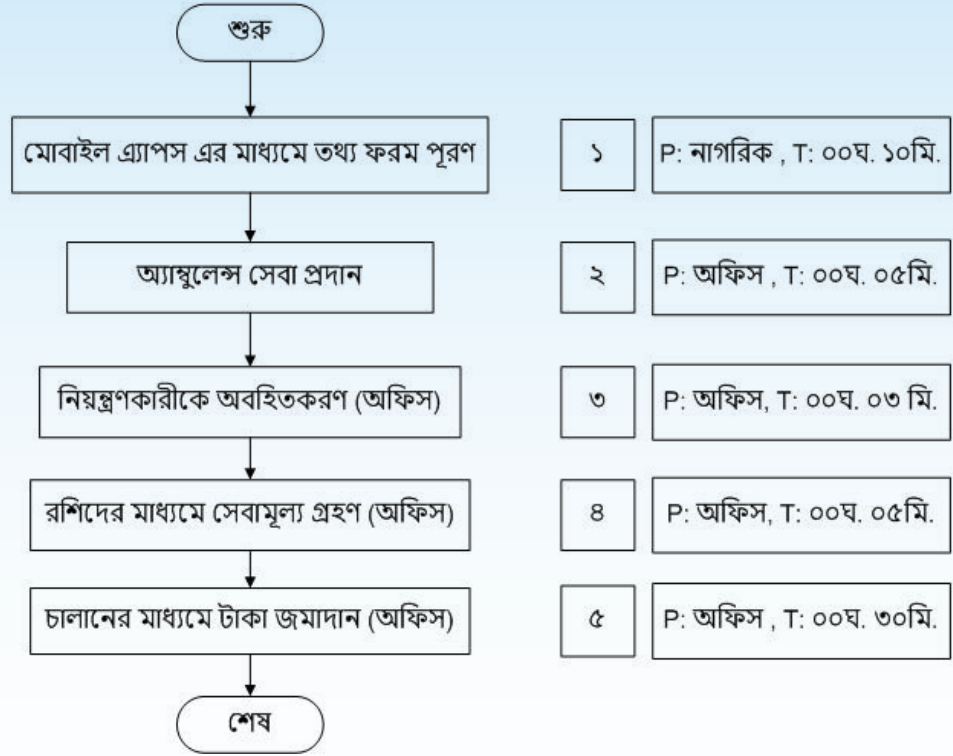 শুরু
মোবাইল এ্যাপস এর মাধ্যমে তথ্য ফরম পূরণ
১
P: নাগরিক , T: ০০ঘ. ১০মি.
অ্যাম্বুলেন্স সেবা প্রদান
২
P: অফিস , T: ০০ঘ. ০৫মি.
নিয়ন্ত্রণকারীকে অবহিতকরণ (অফিস)
৩
P: অফিস, T: ০০ঘ. ০৩ মি.
রশিদের মাধ্যমে সেবামূল্য গ্রহণ (অফিস)
৪
P: অফিস, T: ০০ঘ. ০৫মি.
চালানের মাধ্যমে টাকা জমাদান (অফিস)
৫
P: অফিস , T: ০০ঘ. ৩০মি.
শেষ